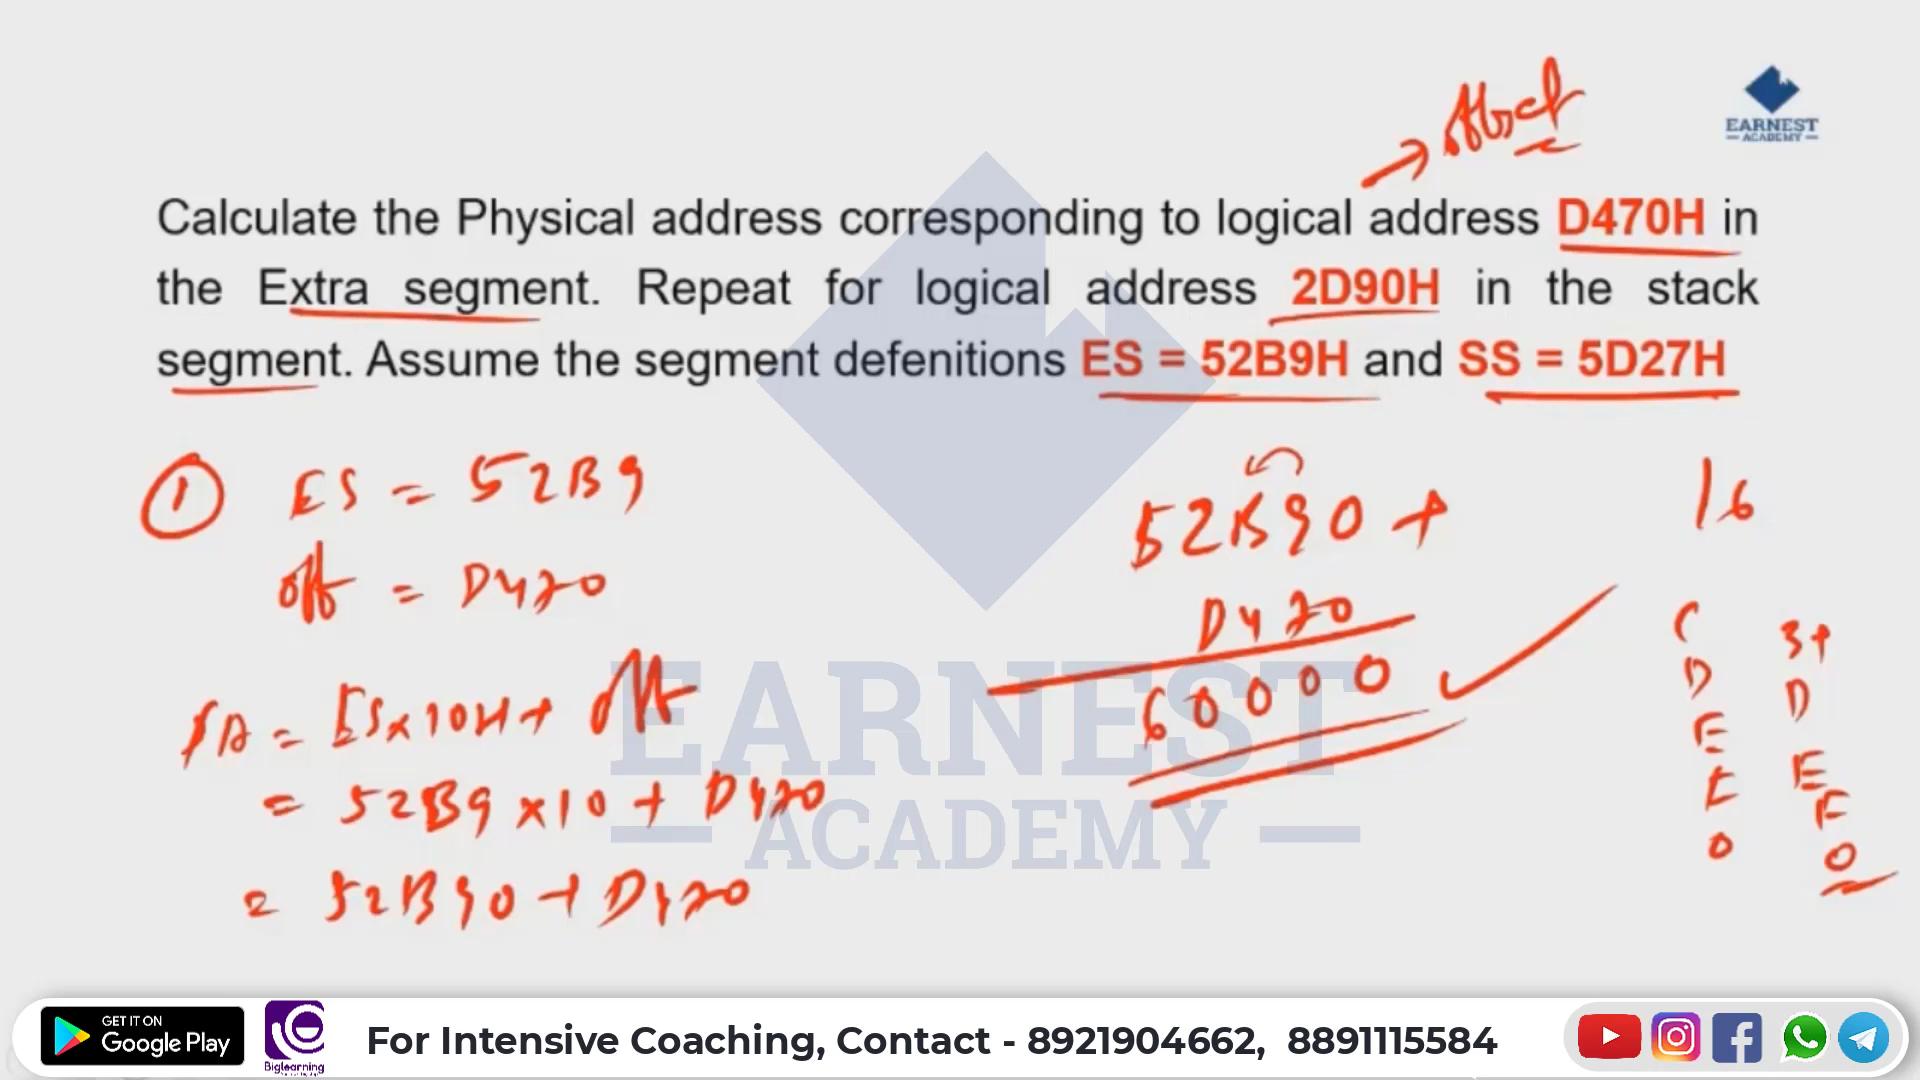 offset
EARNEST
ACADEMY
Calculate the Physical address corresponding to logical address D470H in
the Extra segment. Repeat for logical address 2D90H in the stack
segment. Assume the segment defenitions ES = 52B9H and SS = 5D27H
1 ES = 52B9
off = D470
PA = ES×10H+ off
= 52B9 ×10 + D470
= 52B90 + D470
52B90 +
D470
60000
16
C 3+
D D
E E
F F
0 0
EARNEST
ACADEMY
GET IT ON
Google Play
Biglearning
For Intensive Coaching, Contact - 8921904662, 8891115584